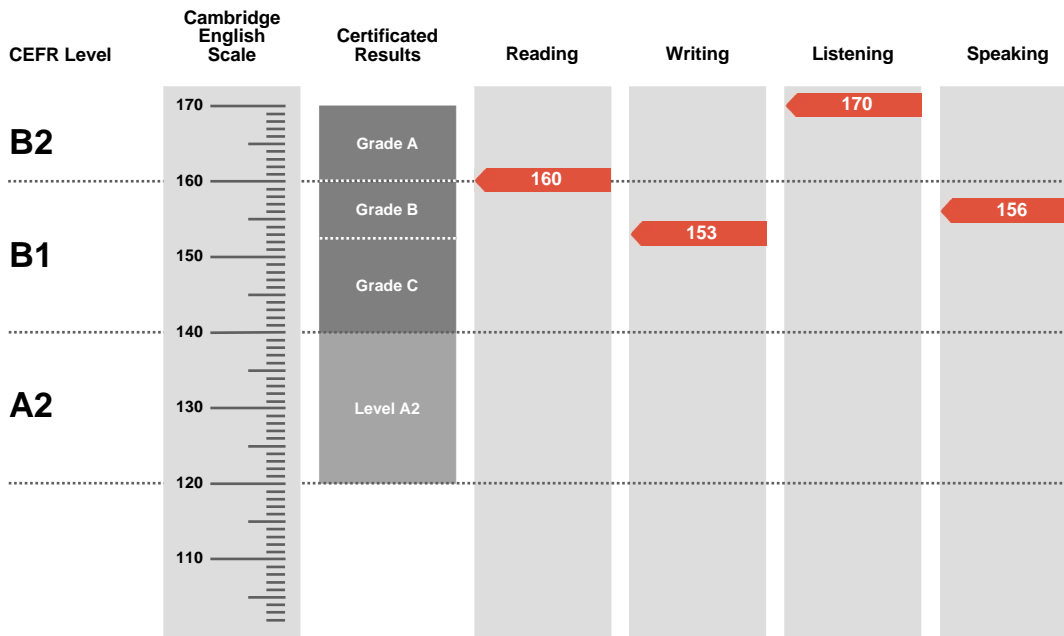 CEFR Level
Cambridge
English
Scale
Certificated
Results
Reading
Writing
Listening
Speaking
170
170
B2
Grade A
160
160
Grade B
156
153
B1
150
Grade C
140
A2
130
Level A2
120
110